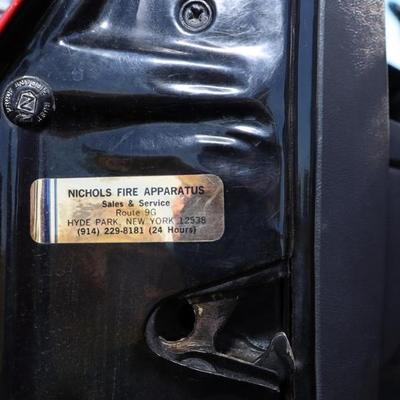 NICHOLS FIRE APPARATUS
Sales & Service
Route 9G
HYDE PARK, NEW YORK 12538
(914) 229-8181 (24 Hours)